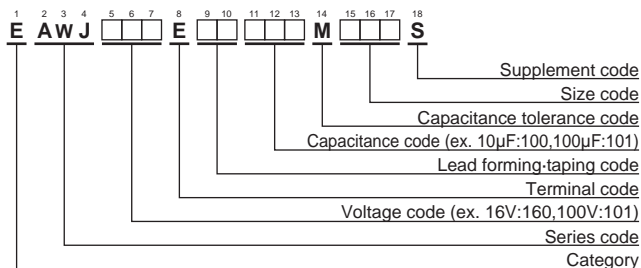 1 2 3 4 5 6 7 8 9 10 11 12 13 14 15 16 17 18
E A W J E M S
Supplement code
Size code
Capacitance tolerance code
Capacitance code (ex. 10μF:100,100μF:101)
Lead forming·taping code
Terminal code
Voltage code (ex. 16V:160,100V:101)
Series code
Category